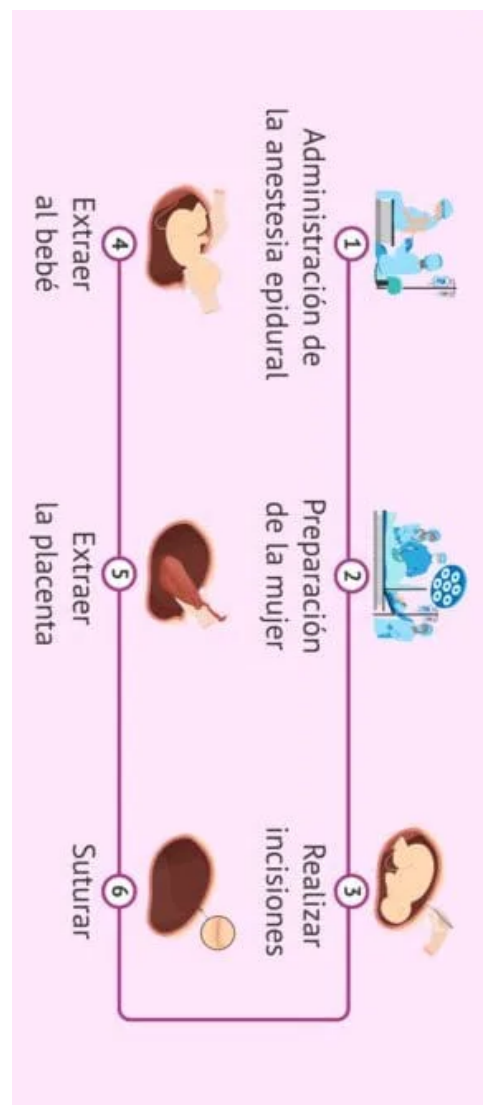 1
Administración de
la anestesia epidural
2
Preparación
de la mujer
3
Realizar
incisiones
4
Extraer
al bebé
5
Extraer
la placenta
6
Suturar